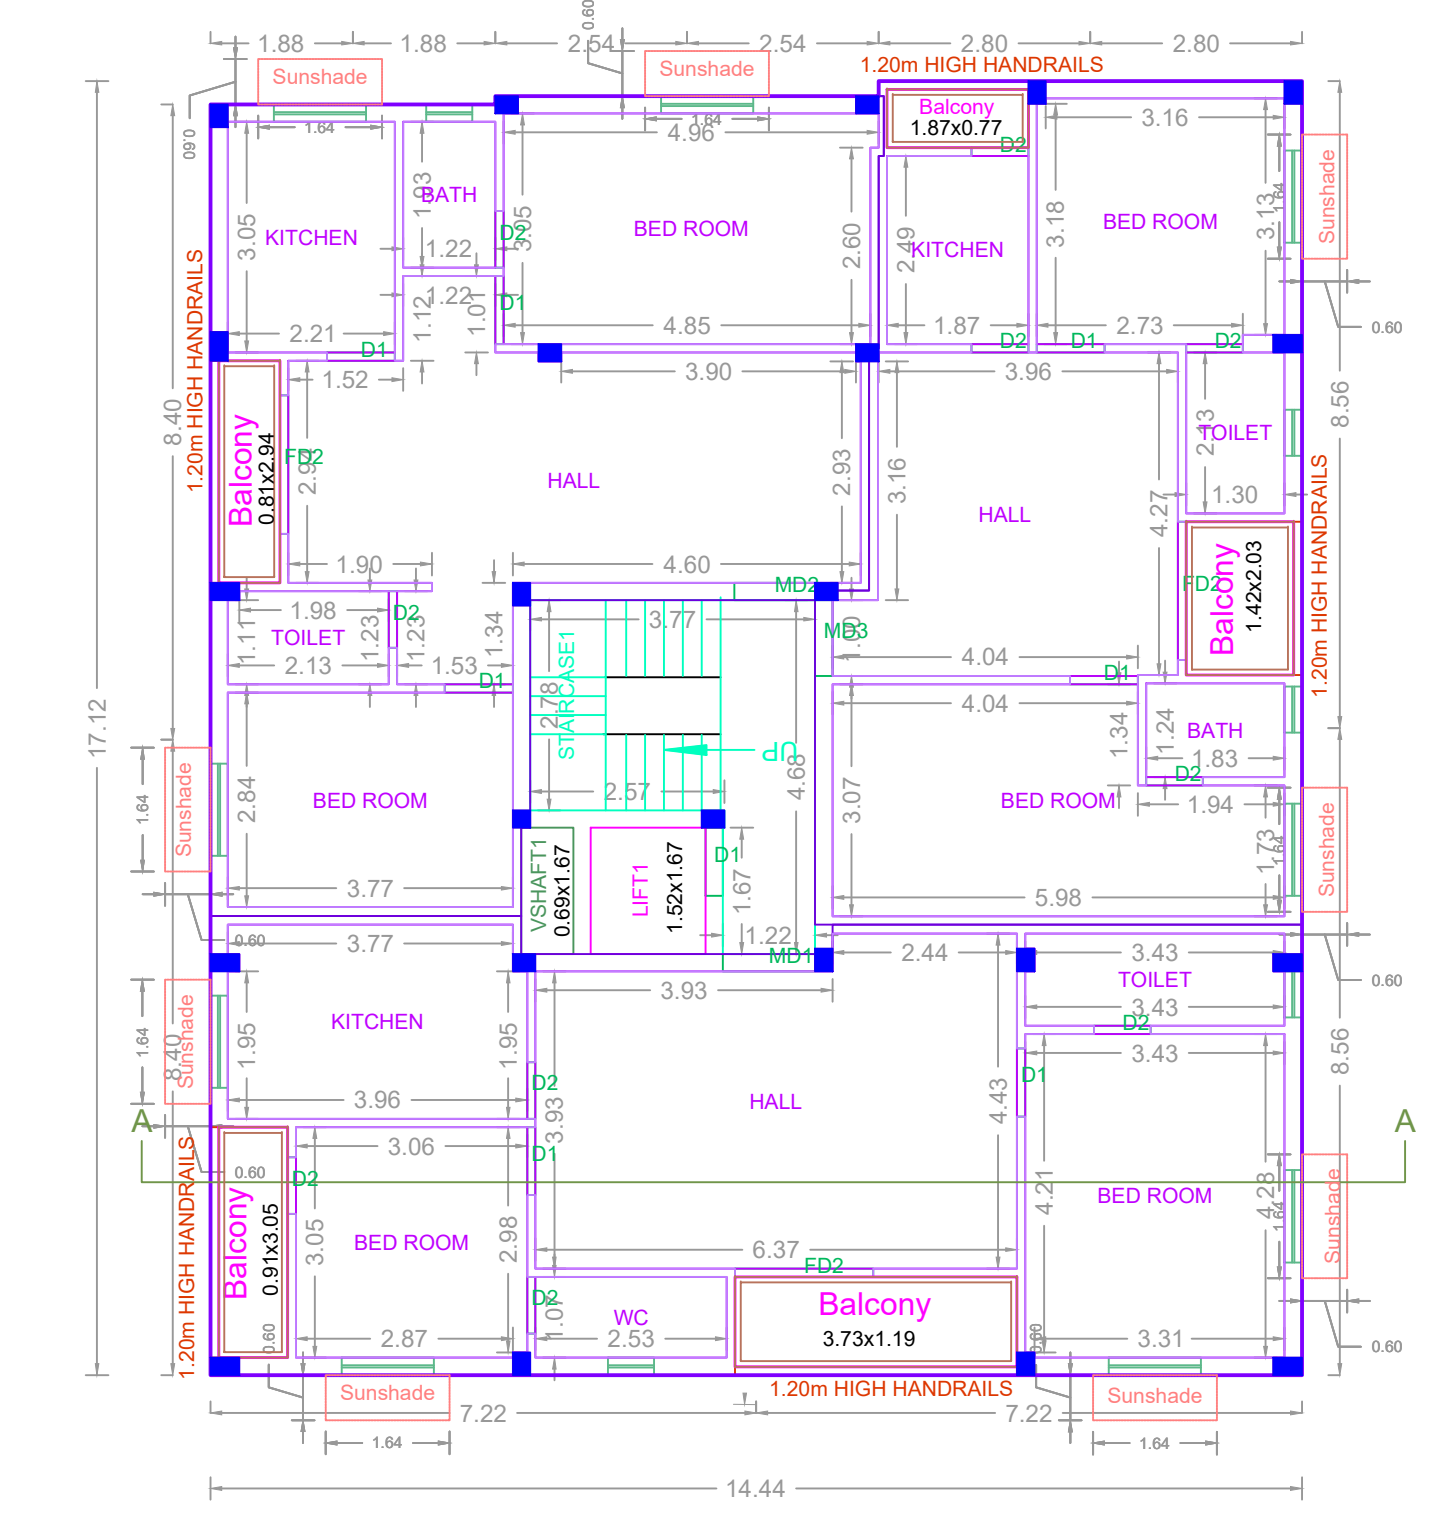 0.60
1.88
1.88
2.54
2.54
2.80
2.80
1.20m HIGH HANDRAILS
Sunshade
Sunshade
0.60
1.64
1.64
4.96
Balcony
1.87x0.77
D2
3.16
Sunshade
1.64
3.05
1.93
BATH
KITCHEN
D2
3.05
BED ROOM
2.60
2.49
KITCHEN
3.18
BED ROOM
3.13
1.22
1.22
1.12
1.01
D1
2.21
D1
4.85
1.87
D2
2.73
D1
D2
0.60
1.20m HIGH HANDRAILS
8.40
1.52
3.90
3.96
8.56
Balcony
0.81x2.94
FD2
HALL
2.93
3.16
HALL
4.27
2.13
TOILET
1.30
1.20m HIGH HANDRAILS
1.90
4.60
MD2
FD2
Balcony
1.42x2.03
1.98
1.11
TOILET
2.13
1.23
D2
1.23
1.53
1.34
D1
3.77
STAIRCASE1
2.78
MD3
4.04
D1
4.04
17.12
1.34
1.24
BATH
1.83
D2
1.94
UP
4.68
2.57
Sunshade
1.64
2.84
BED ROOM
3.77
3.07
BED ROOM
1.73
1.64
Sunshade
5.98
VSHAFT1
0.69x1.67
LIFT1
1.52x1.67
D1
1.67
1.22
MD1
0.60
3.77
2.44
3.43
TOILET
3.43
D2
3.43
0.60
3.93
Sunshade
1.64
8.40
1.95
KITCHEN
1.95
3.96
D2
3.93
HALL
4.43
D1
8.56
A
A
0.60
3.06
D1
D2
1.20m HIGH HANDRAILS
Balcony
0.91x3.05
3.05
BED ROOM
2.98
2.87
4.21
BED ROOM
4.28
1.64
Sunshade
6.37
FD2
Balcony
3.73x1.19
D2
1.07
WC
2.53
0.60
0.60
3.31
0.60
Sunshade
1.20m HIGH HANDRAILS
Sunshade
7.22
7.22
1.64
1.64
14.44